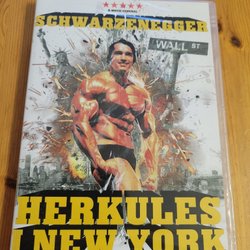 SCHWARZENEGGER
WALL ST
HERKULES
I NEW YORK